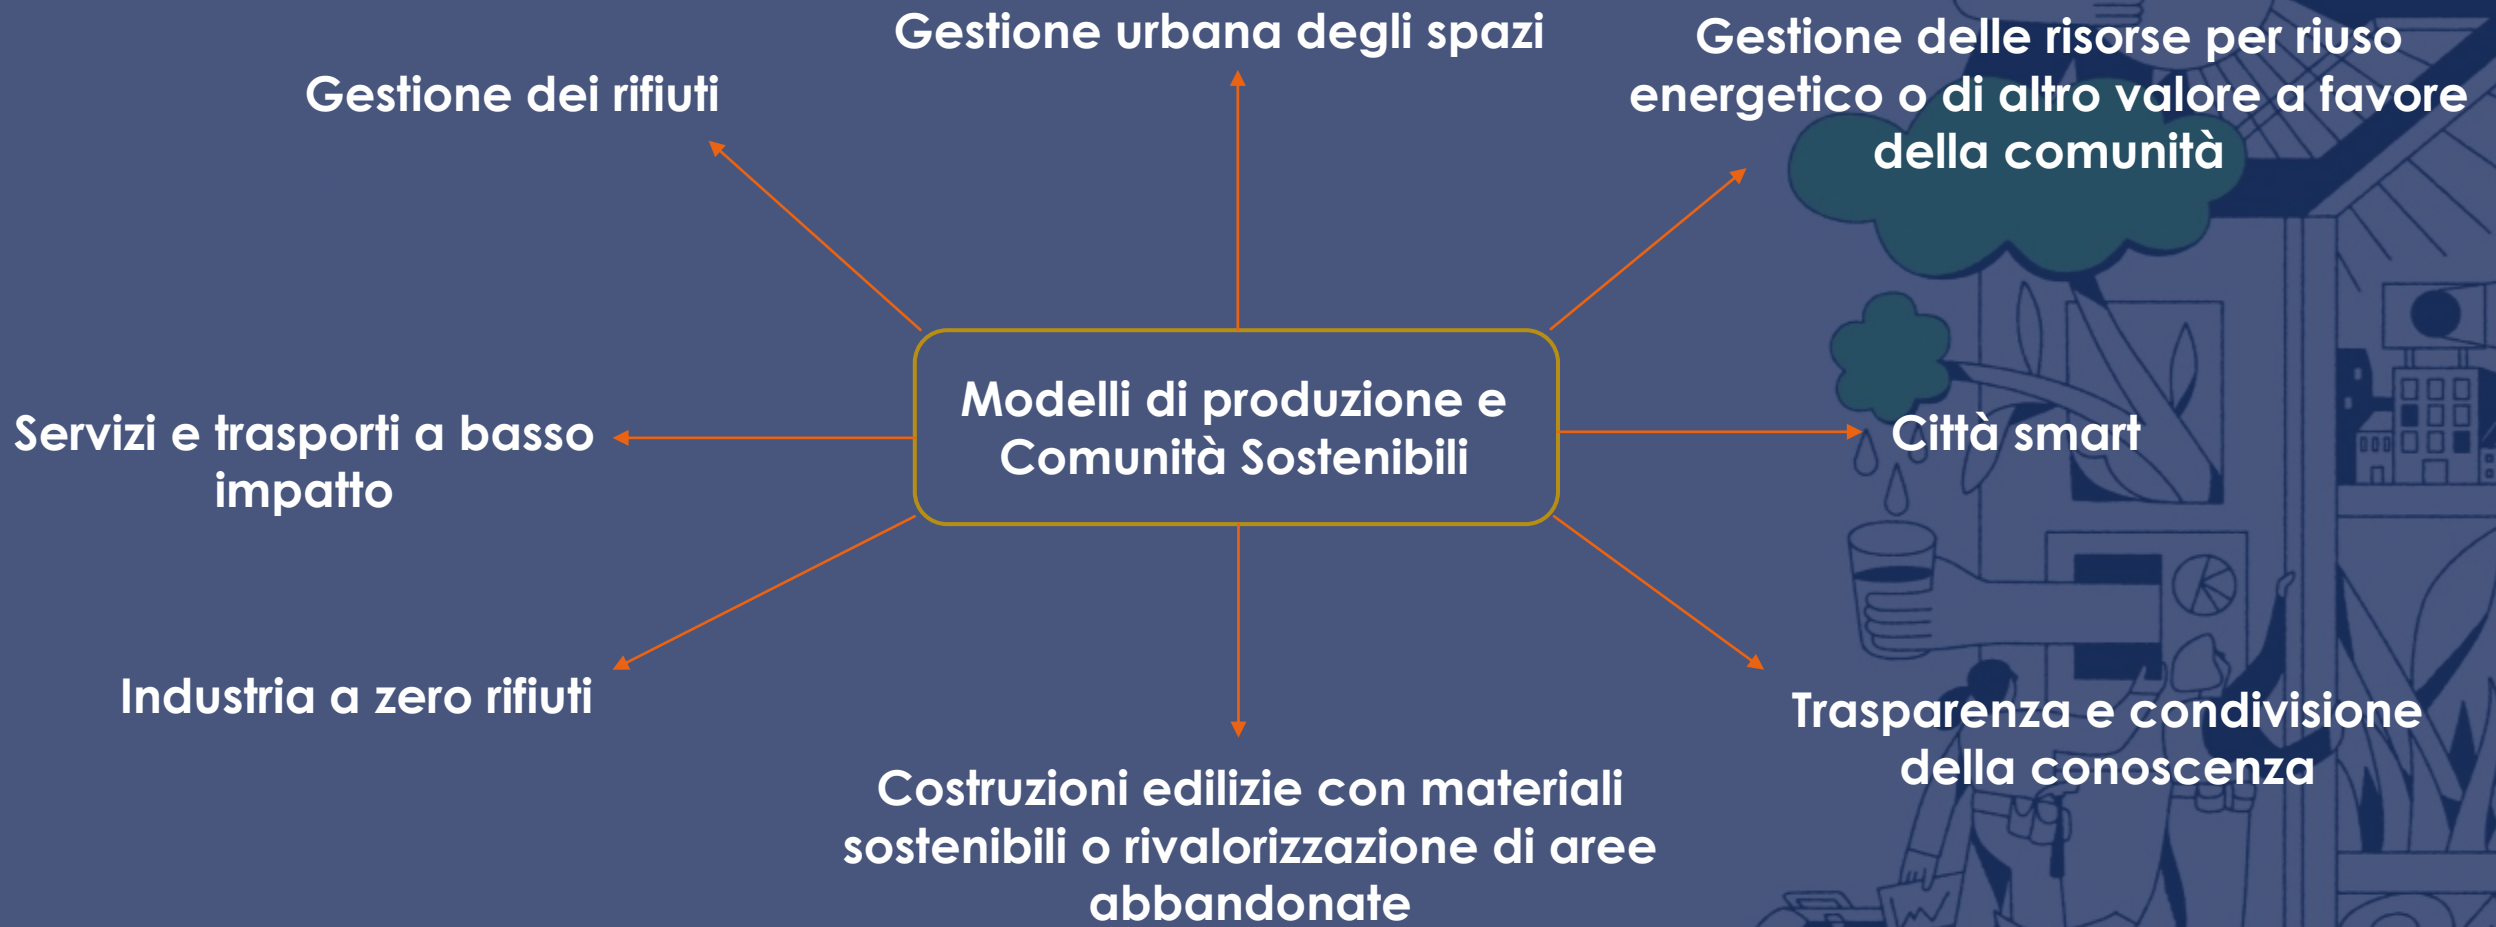 Gestione urbana degli spazi
Gestione delle risorse per riuso
energetico o di altro valore a favore
della comunità
Gestione dei rifiuti
Modelli di produzione e
Comunità Sostenibili
Servizi e trasporti a basso
impatto
Città smart
Industria a zero rifiuti
Trasparenza e condivisione
della conoscenza
Costruzioni edilizie con materiali
sostenibili o rivalorizzazione di aree
abbandonate